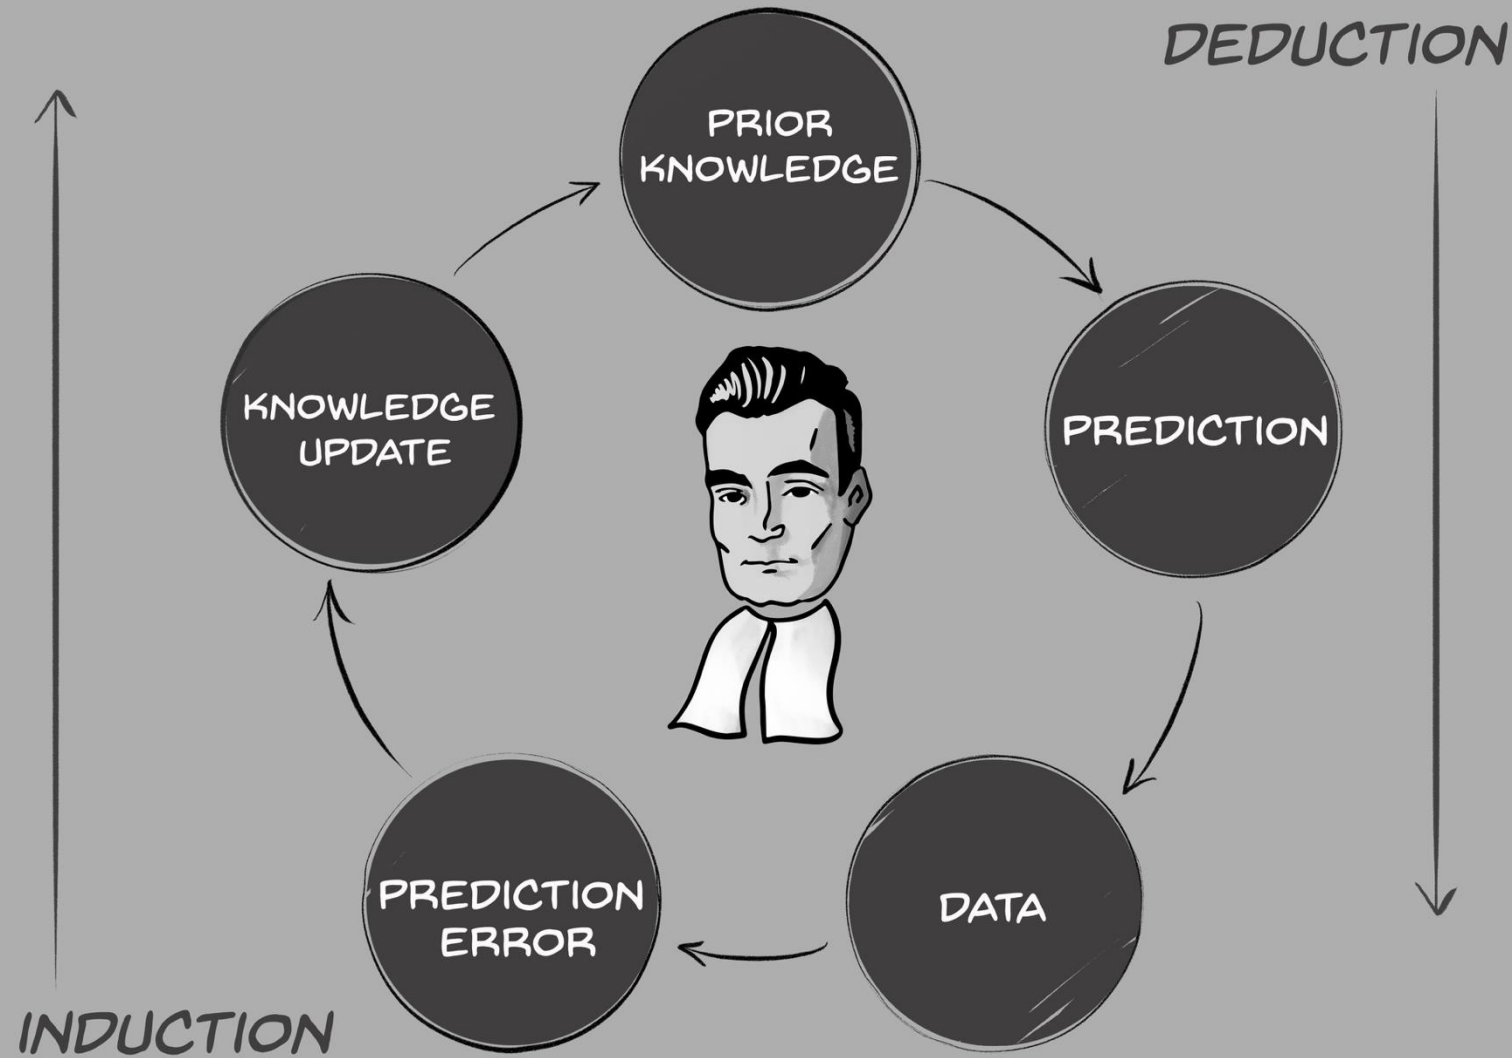 DEDUCTION
PRIOR
KNOWLEDGE
PREDICTION
DATA
PREDICTION
ERROR
KNOWLEDGE
UPDATE
INDUCTION